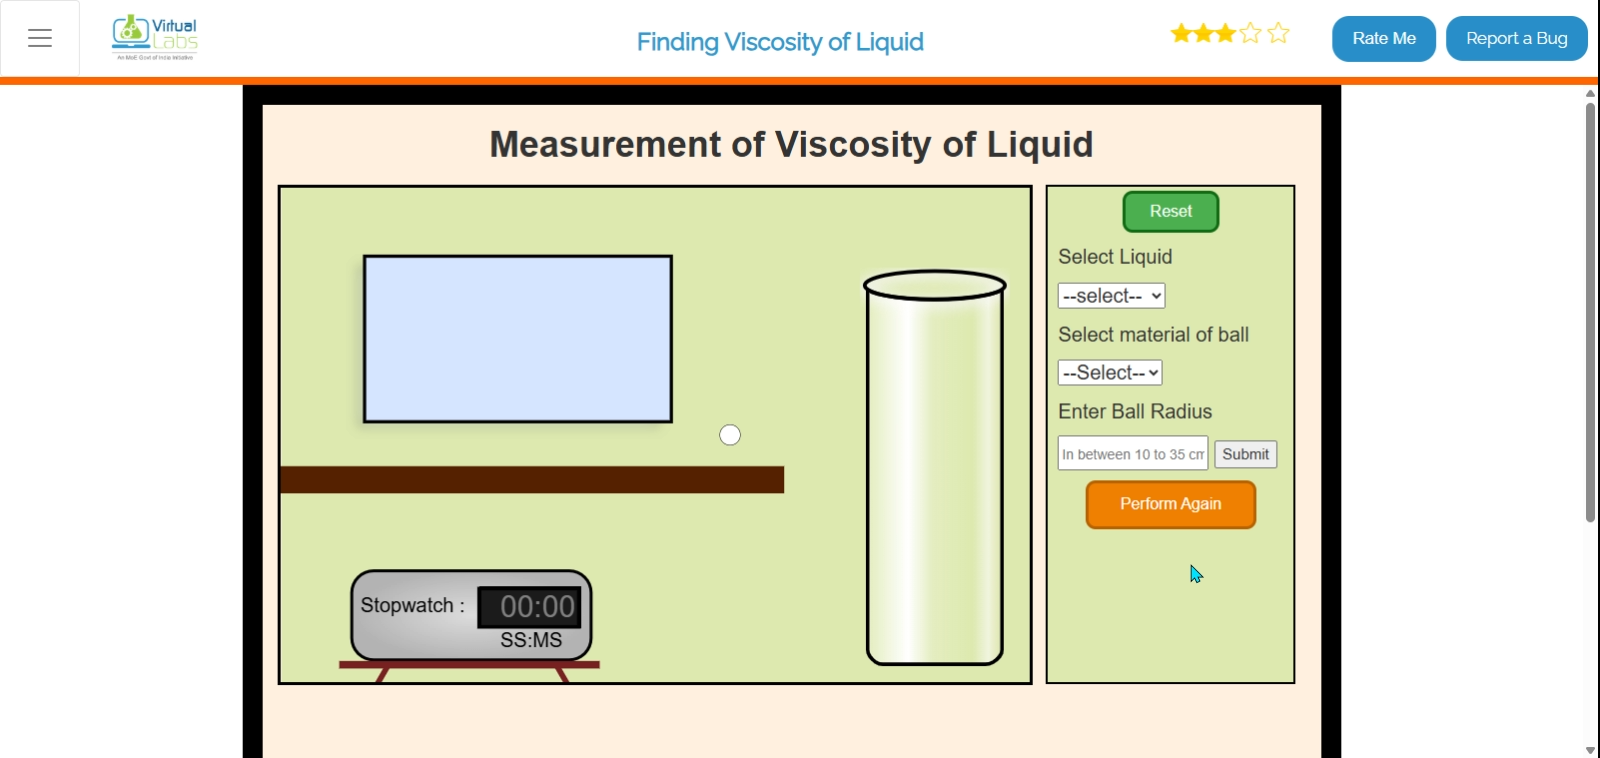 Virtual
Labs
An MoE Govt of India Initiative
Finding Viscosity of Liquid
Rate Me
Report a Bug
Measurement of Viscosity of Liquid
Reset
Select Liquid
--select--
Select material of ball
--Select--
Enter Ball Radius
In between 10 to 35 cm
Submit
Perform Again
Stopwatch :
00:00
SS:MS